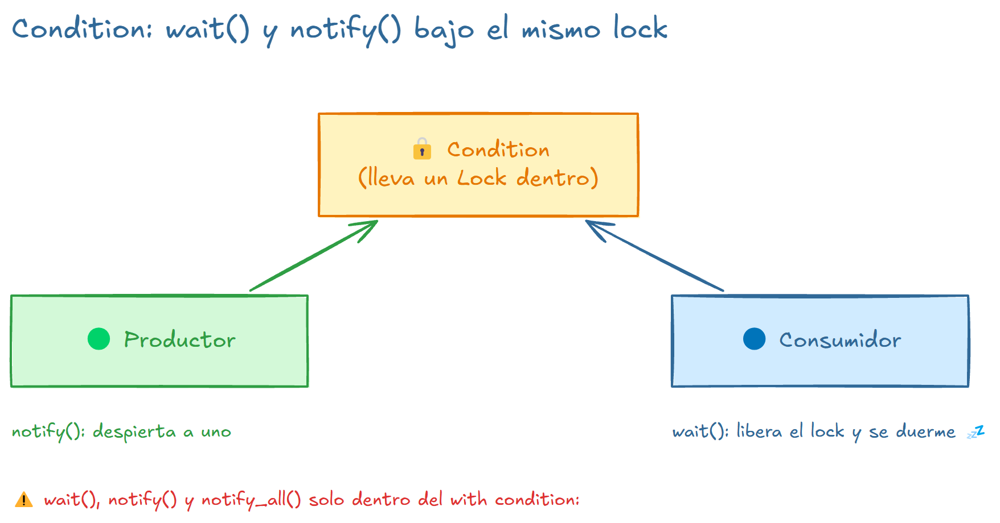 Condition: wait() y notify() bajo el mismo lock
🔒 Condition
(lleva un Lock dentro)
Productor
Consumidor
notify(): despierta a uno
wait(): libera el lock y se duerme 💤
⚠️ wait(), notify() y notify_all() solo dentro del with condition: